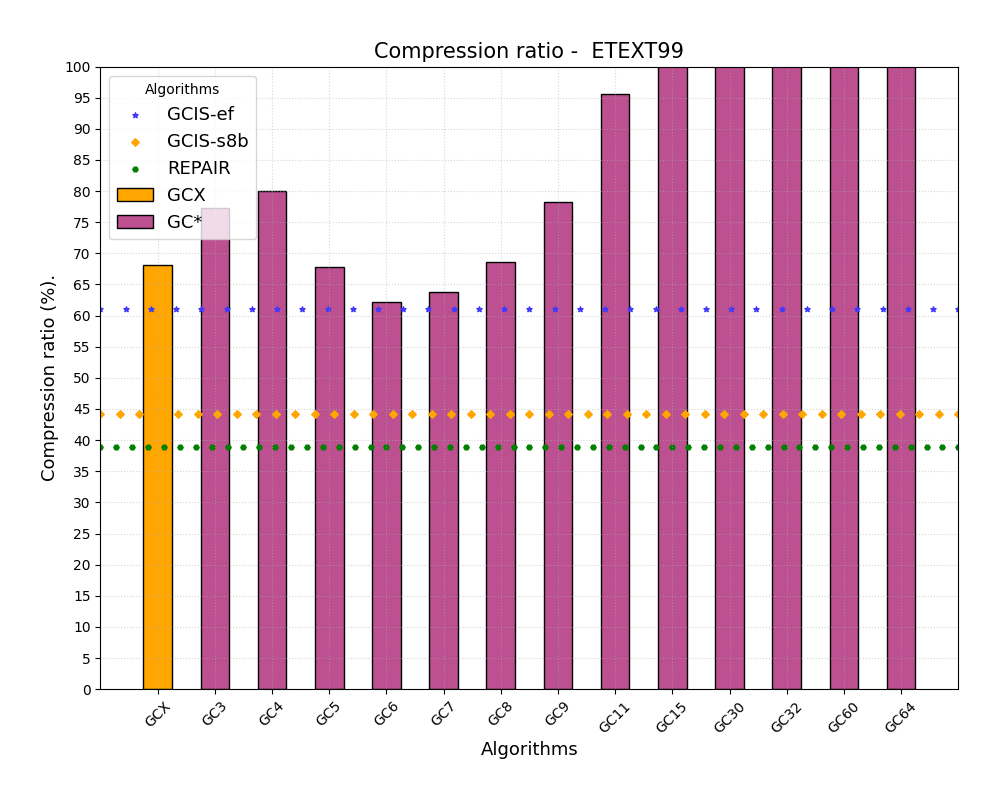 Compression ratio -  ETEXT99
Compression ratio (%).
100
95
90
85
80
75
70
65
60
55
50
45
40
35
30
25
20
15
10
5
0
Algorithms
GCIS-ef
GCIS-s8b
REPAIR
GCX
GC*
GCX GC3 GC4 GC5 GC6 GC7 GC8 GC9 GC11 GC15 GC30 GC32 GC60 GC64
Algorithms